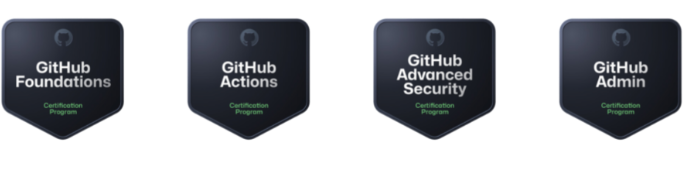 GitHub
Foundations
Certification
Program
GitHub
Actions
Certification
Program
GitHub
Advanced
Security
Certification
Program
GitHub
Admin
Certification
Program